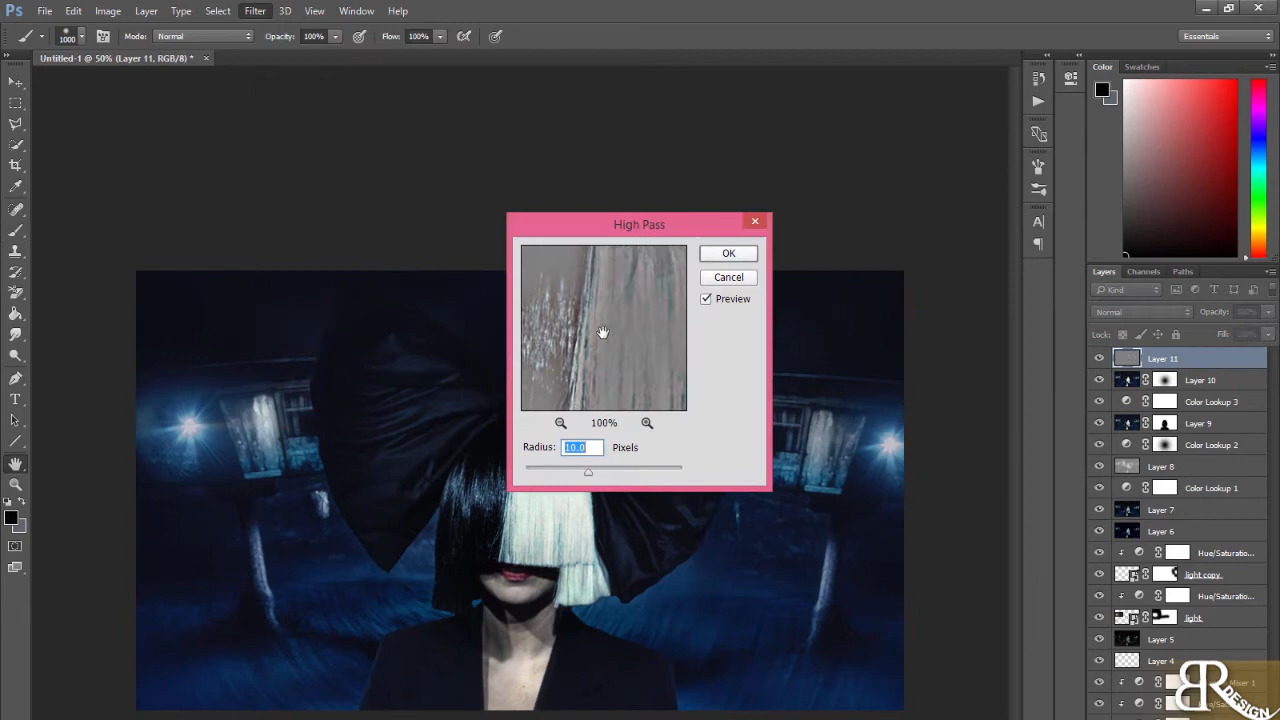 Ps File Edit Image Layer Type Select Filter 3D View Window Help
1000 Mode: Normal Opacity: 100% Flow: 100% Essentials
Untitled-1 @ 50% (Layer 11, RGB/8) *
Color Swatches
High Pass
OK
Cancel
Preview
100%
Radius: 10.0 Pixels
Layers Channels Paths
Kind
Normal Opacity:
Lock: Fill:
Layer 11
Layer 10
Color Lookup 3
Layer 9
Color Lookup 2
Layer 8
Color Lookup 1
Layer 7
Layer 6
Hue/Saturatio...
light copy
Hue/Saturatio...
light
Layer 5
Layer 4
Mixer 1
DESIGN